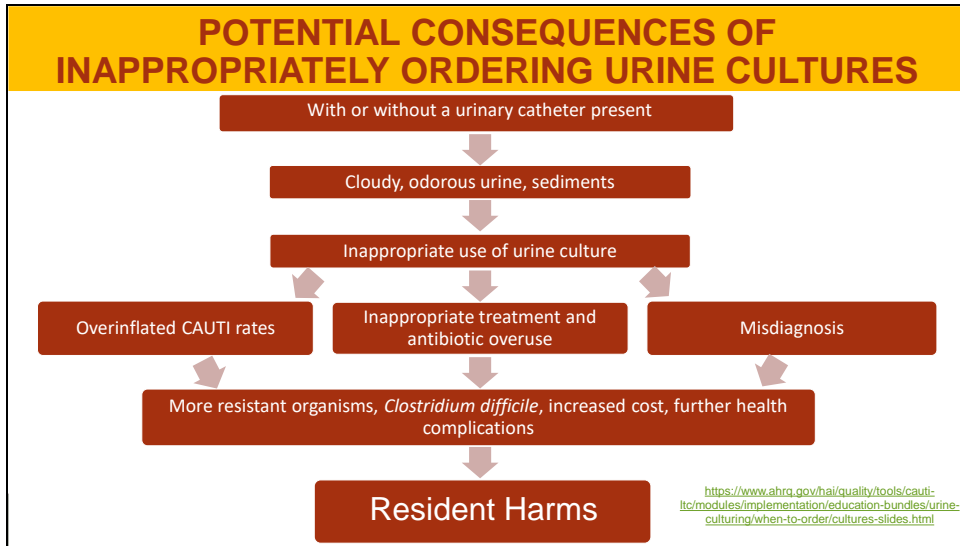 POTENTIAL CONSEQUENCES OF
INAPPROPRIATELY ORDERING URINE CULTURES
With or without a urinary catheter present
Cloudy, odorous urine, sediments
Inappropriate use of urine culture
Overinflated CAUTI rates
Inappropriate treatment and
antibiotic overuse
Misdiagnosis
More resistant organisms, Clostridium difficile, increased cost, further health
complications
Resident Harms
https://www.ahrq.gov/hai/quality/tools/cauti-
ltc/modules/implementation/education-bundles/urine-
culturing/when-to-order/cultures-slides.html